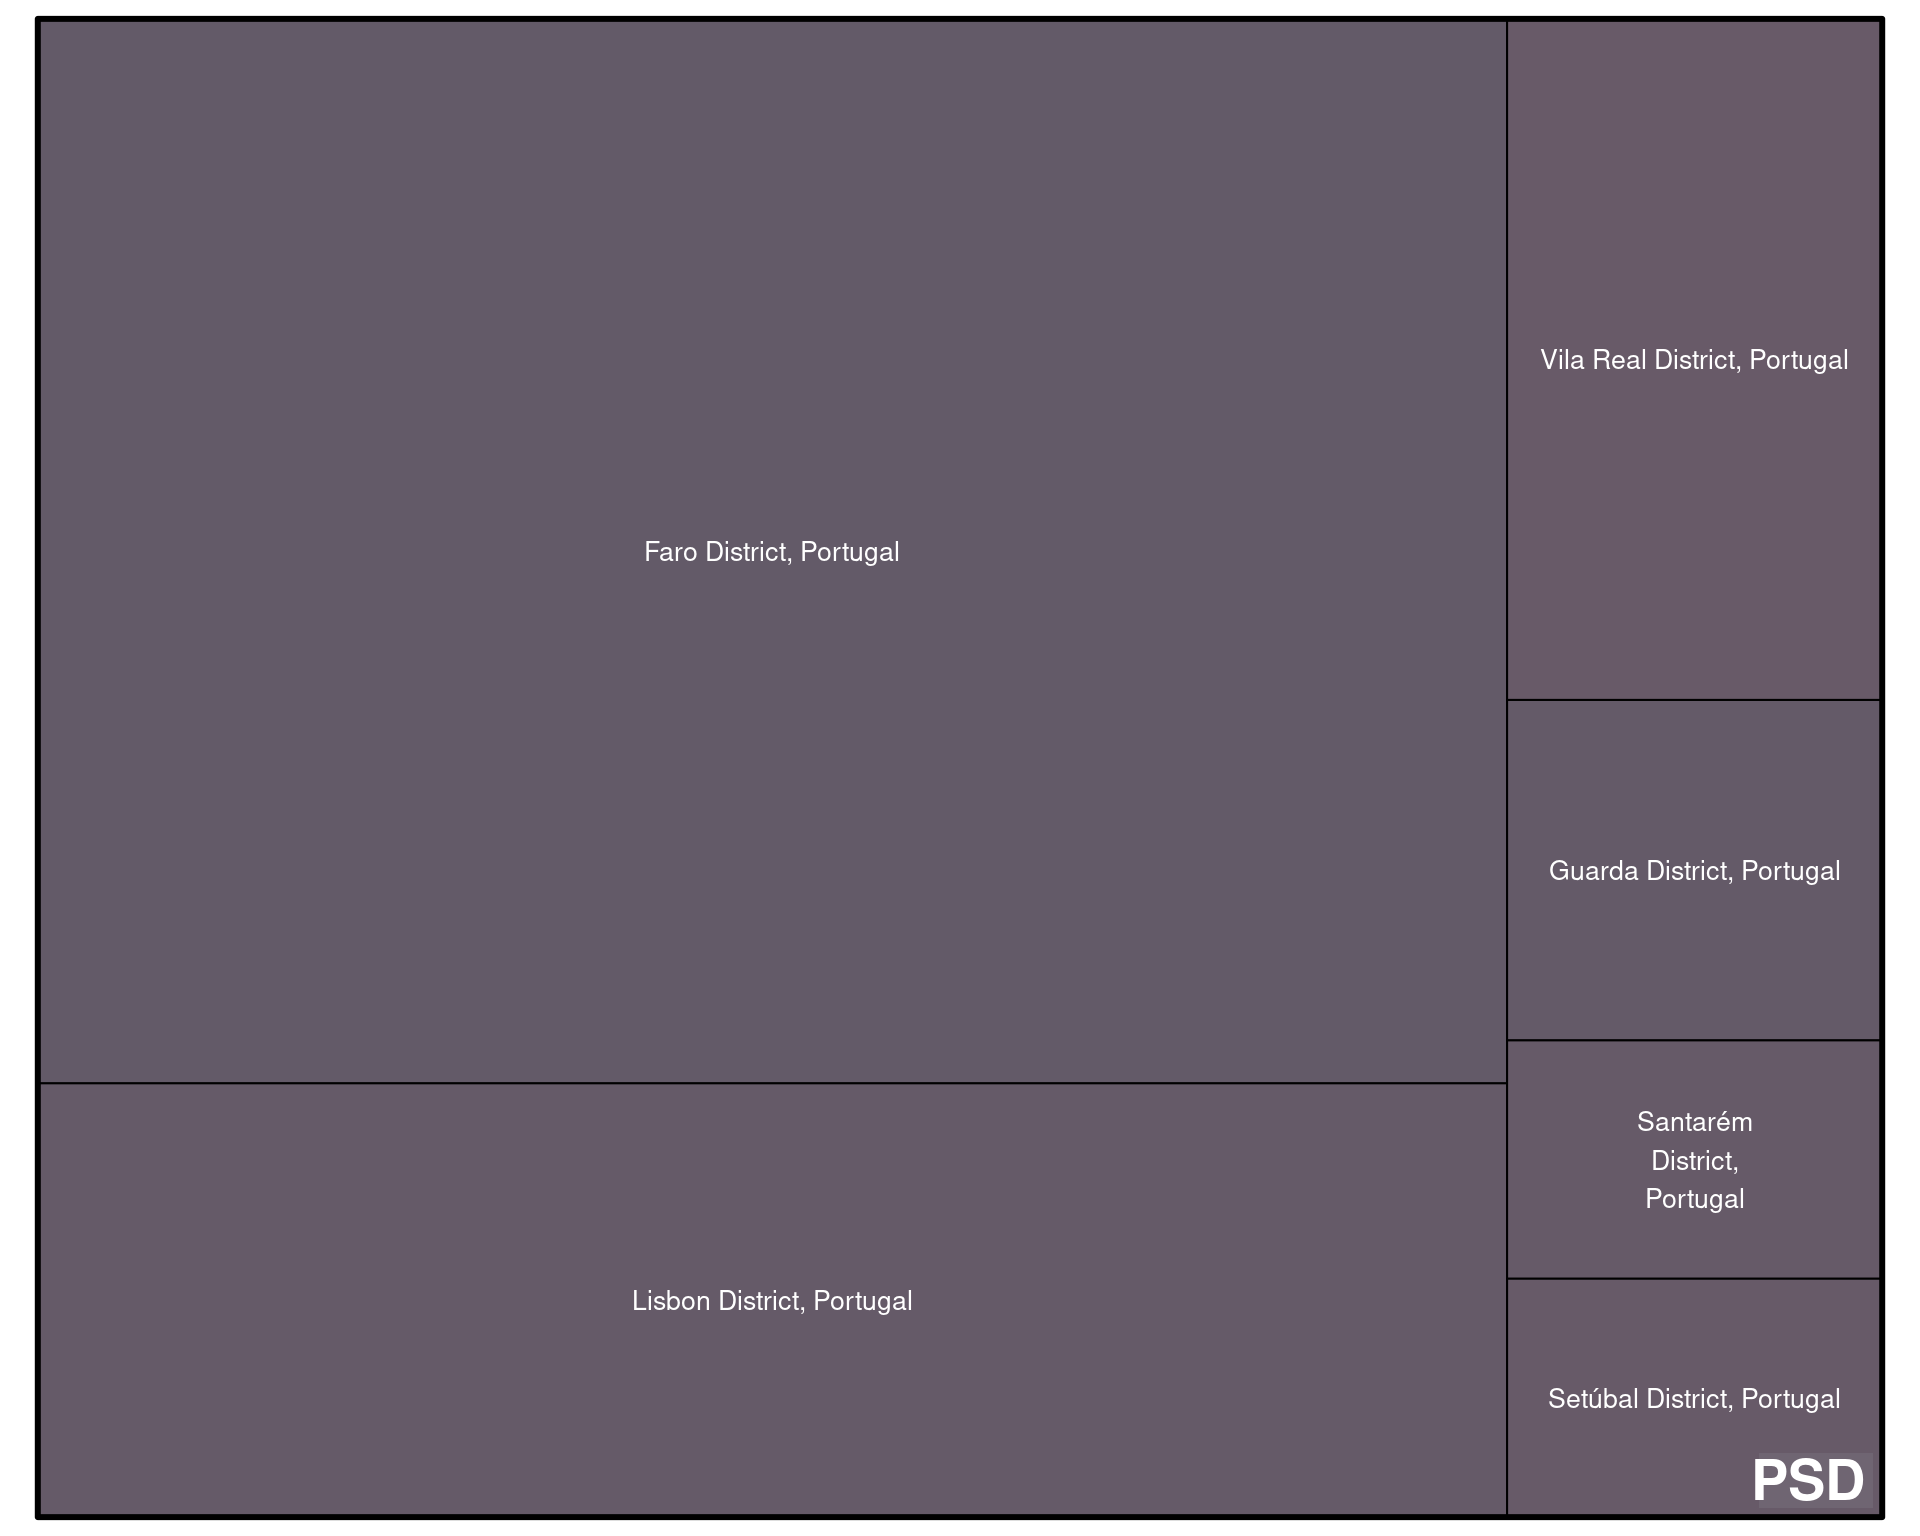 Faro District, Portugal
Lisbon District, Portugal
Vila Real District, Portugal
Guarda District, Portugal
Santarém
District,
Portugal
Setúbal District, Portugal
PSD